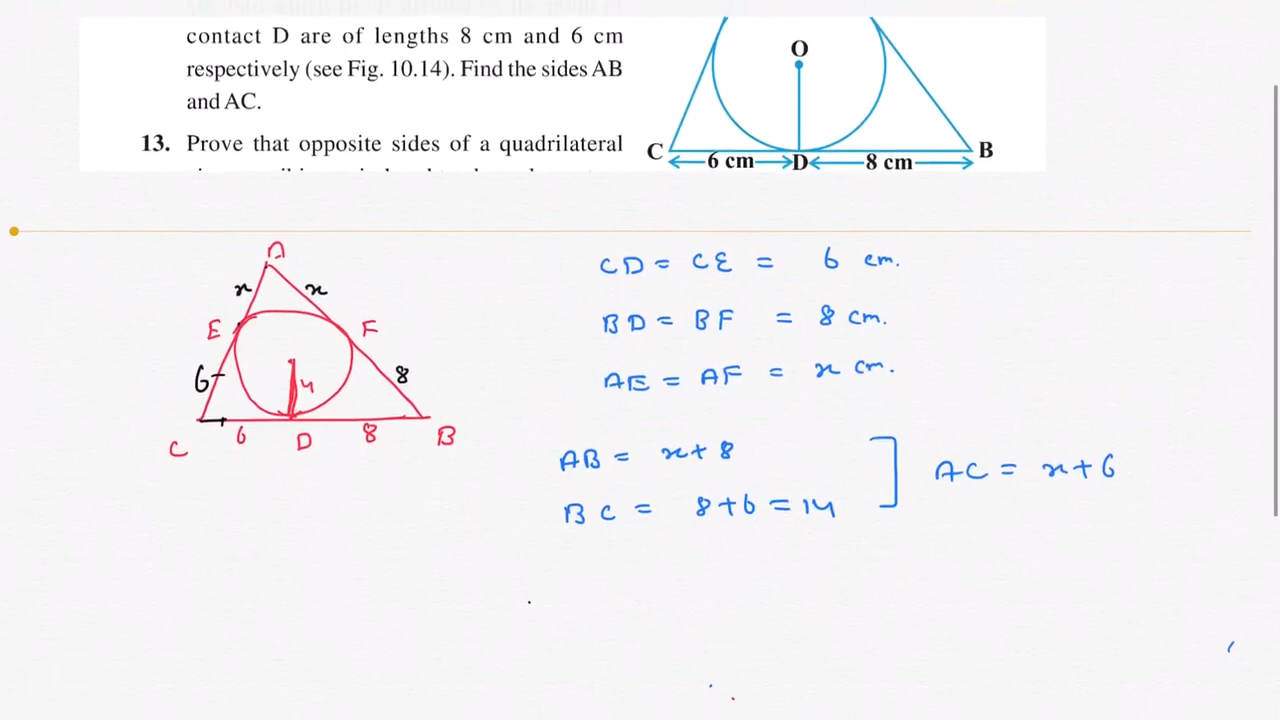 contact D are of lengths 8 cm and 6 cm
respectively (see Fig. 10.14). Find the sides AB
and AC.
13. Prove that opposite sides of a quadrilateral
O
C
B
6 cm D 8 cm
A
x x
E F
6 4 8
6 D 8
C B
CD = CE = 6 cm.
BD = BF = 8 cm.
AE = AF = x cm.
AB = x+8
BC = 8+6=14
AC = x+6